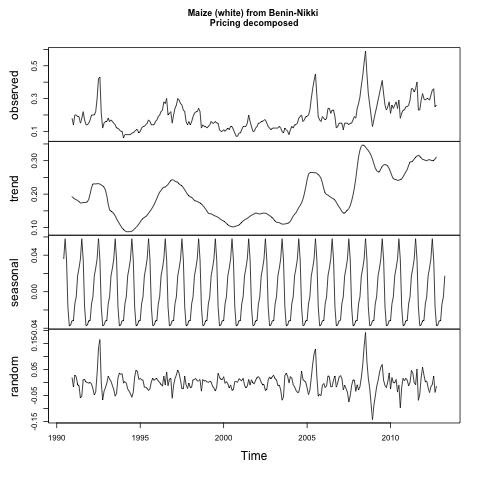 Maize (white) from Benin-Nikki
Pricing decomposed
observed
0.5
0.3
0.1
trend
0.30
0.20
0.10
seasonal
0.04
0.00
-0.04
random
0.15
0.05
-0.05
-0.15
1990
1995
2000
2005
2010
Time